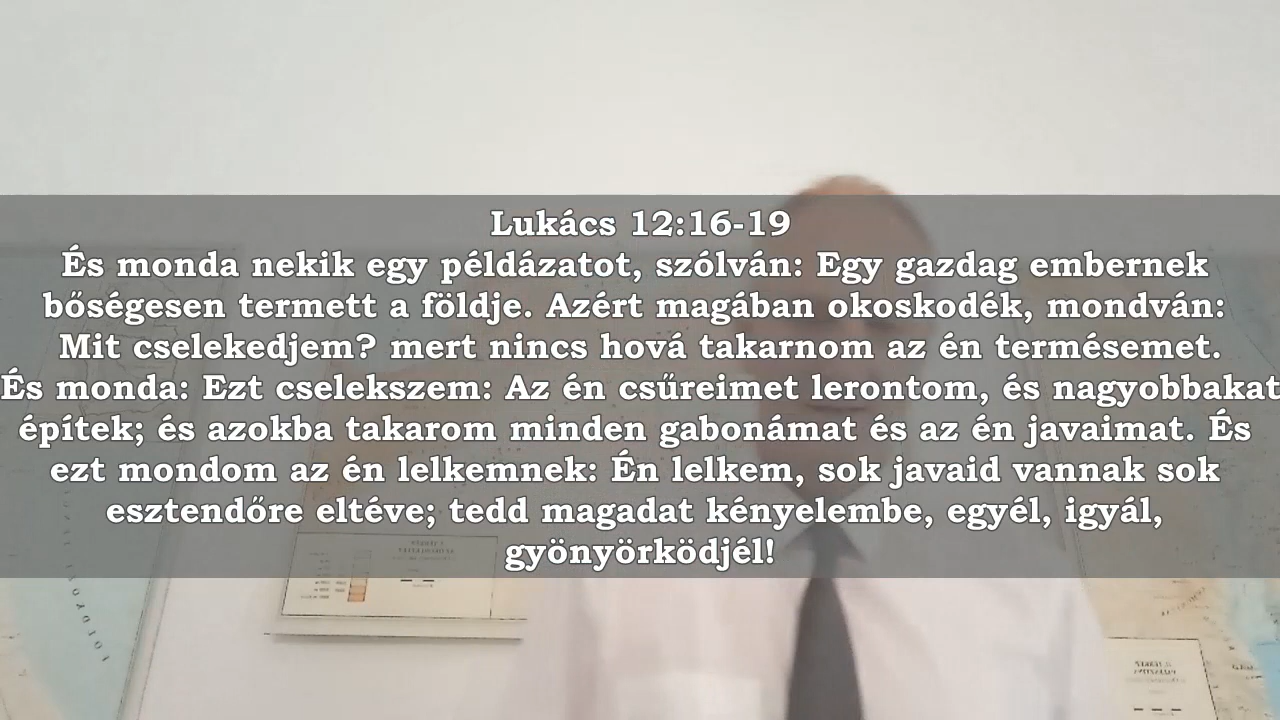 Lukács 12:16-19
És monda nekik egy példázatot, szólván: Egy gazdag embernek
bőségesen termett a földje. Azért magában okoskodék, mondván:
Mit cselekedjem? mert nincs hová takarnom az én termésemet.
És monda: Ezt cselekszem: Az én csűreimet lerontom, és nagyobbakat
építek; és azokba takarom minden gabonámat és az én javaimat. És
ezt mondom az én lelkemnek: Én lelkem, sok javaid vannak sok
esztendőre eltéve; tedd magadat kényelembe, egyél, igyál,
gyönyörködjél!